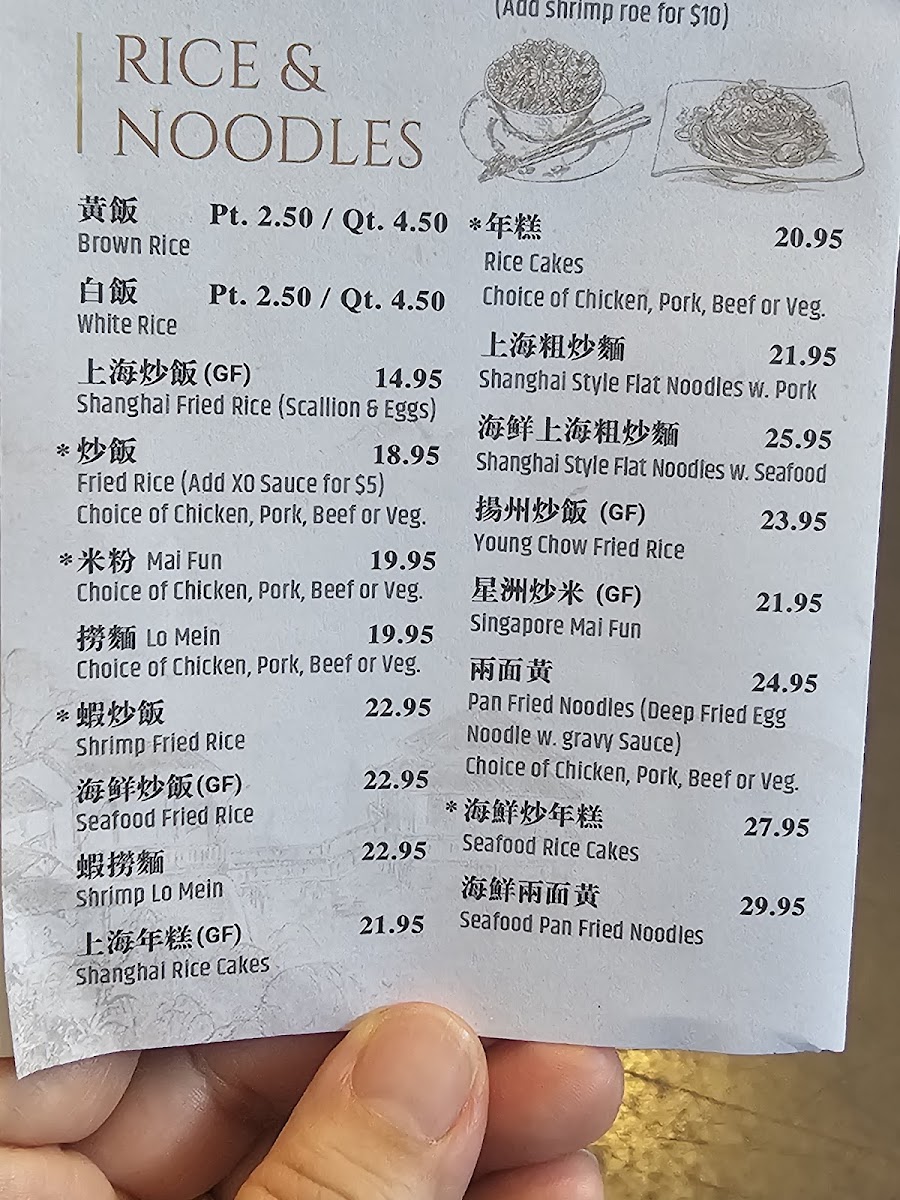 (Add shrimp roe for $10)
RICE &
NOODLES
黃飯 Pt. 2.50 / Qt. 4.50
Brown Rice
白飯 Pt. 2.50 / Qt. 4.50
White Rice
上海炒飯 (GF) 14.95
Shanghai Fried Rice (Scallion & Eggs)
*炒飯 18.95
Fried Rice (Add XO Sauce for $5)
Choice of Chicken, Pork, Beef or Veg.
*米粉 Mai Fun 19.95
Choice of Chicken, Pork, Beef or Veg.
撈麵 Lo Mein 19.95
Choice of Chicken, Pork, Beef or Veg.
*蝦炒飯 22.95
Shrimp Fried Rice
海鮮炒飯(GF) 22.95
Seafood Fried Rice
蝦撈麵 22.95
Shrimp Lo Mein
上海年糕(GF) 21.95
Shanghai Rice Cakes
*年糕 20.95
Rice Cakes
Choice of Chicken, Pork, Beef or Veg.
上海粗炒麵 21.95
Shanghai Style Flat Noodles w. Pork
海鮮上海粗炒麵 25.95
Shanghai Style Flat Noodles w. Seafood
揚州炒飯 (GF) 23.95
Young Chow Fried Rice
星洲炒米 (GF) 21.95
Singapore Mai Fun
兩面黃 24.95
Pan Fried Noodles (Deep Fried Egg
Noodle w. gravy Sauce)
Choice of Chicken, Pork, Beef or Veg.
*海鮮炒年糕 27.95
Seafood Rice Cakes
海鮮兩面黃 29.95
Seafood Pan Fried Noodles